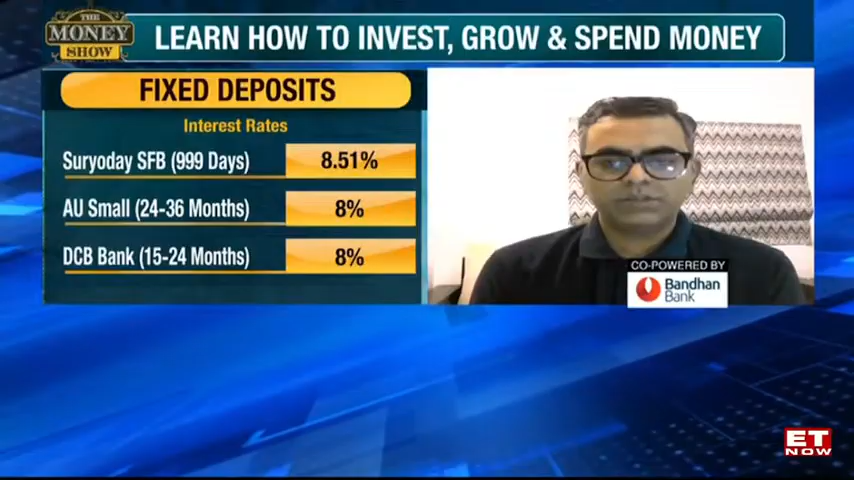 THE
MONEY
SHOW
LEARN HOW TO INVEST, GROW & SPEND MONEY
FIXED DEPOSITS
Interest Rates
Suryoday SFB (999 Days) 8.51%
AU Small (24-36 Months) 8%
DCB Bank (15-24 Months) 8%
CO-POWERED BY
Bandhan
Bank
ET
NOW